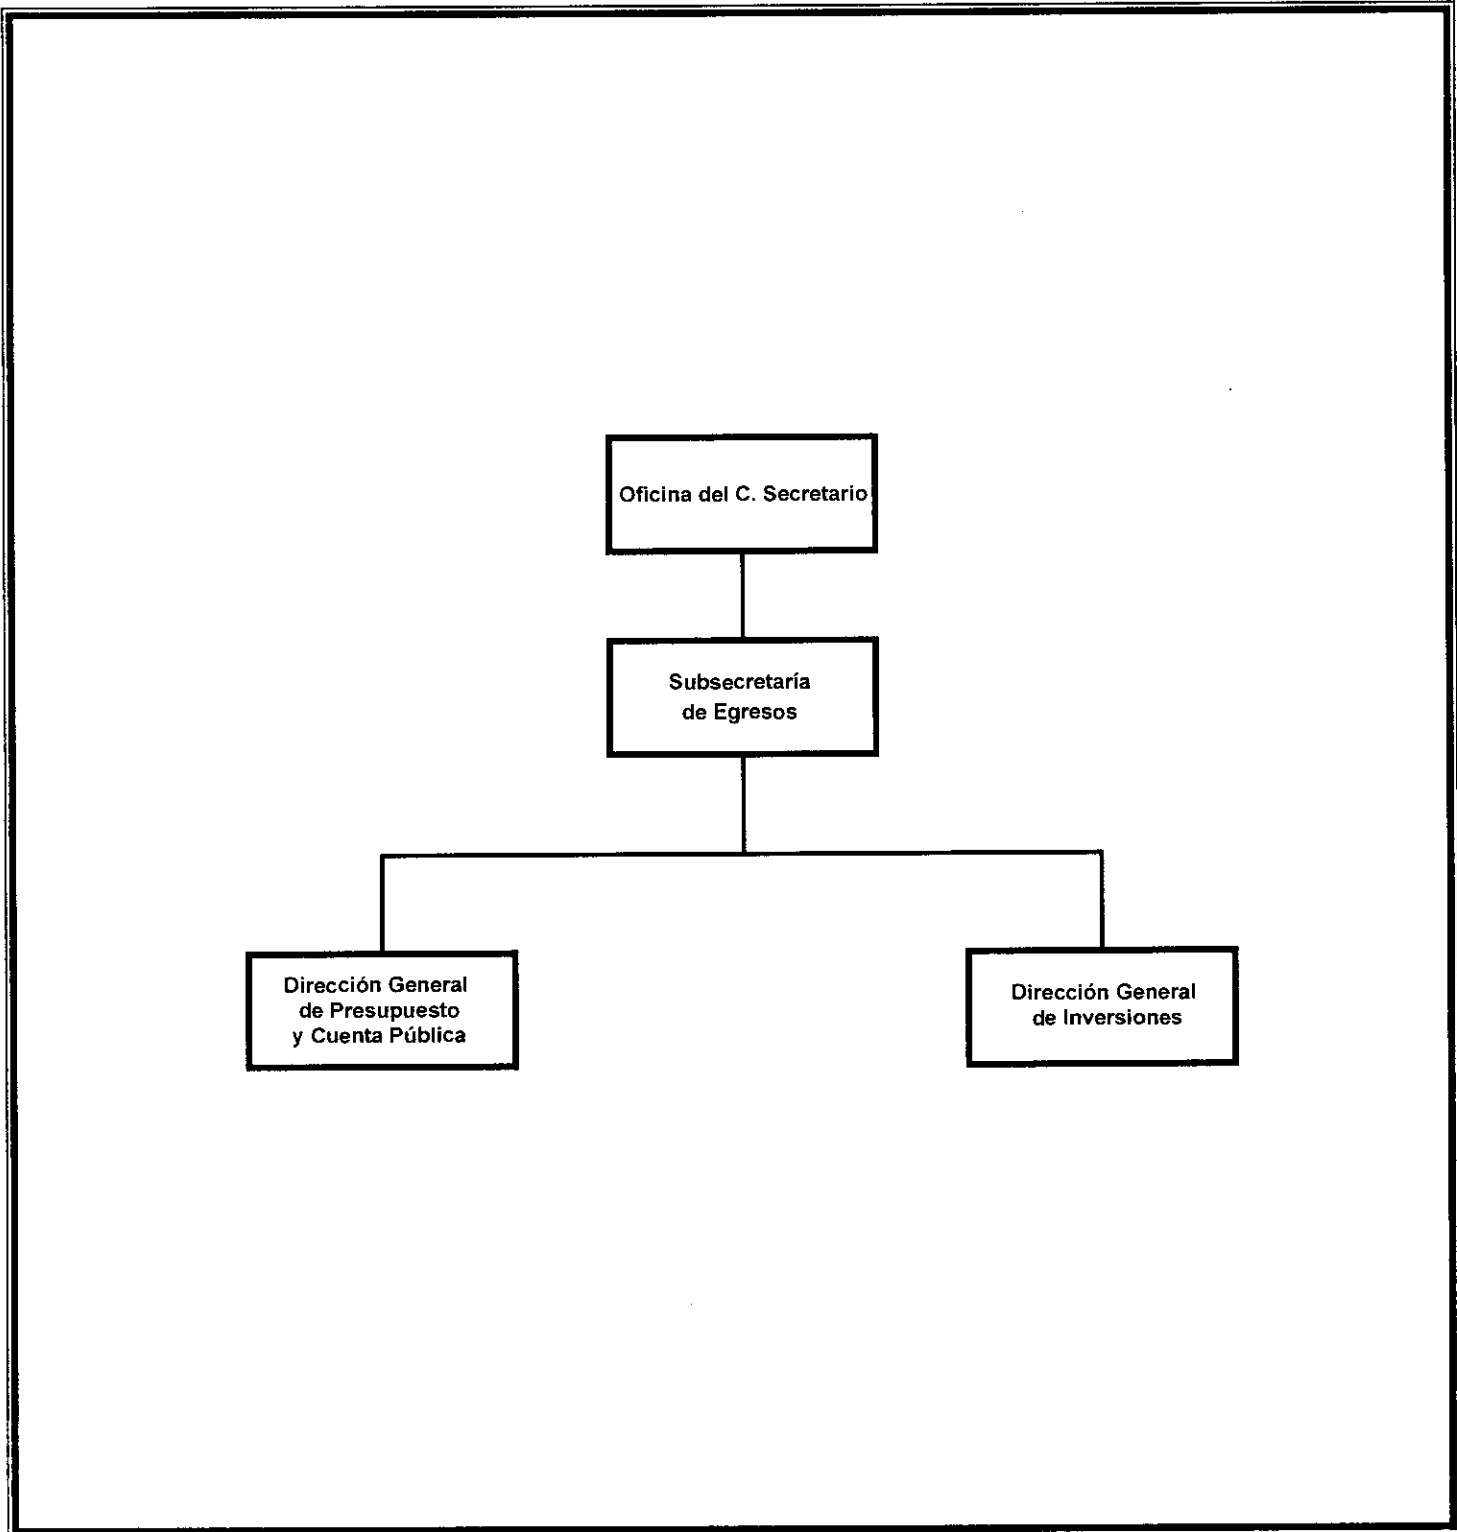 Oficina del C. Secretario
Subsecretaría
de Egresos
Dirección General
de Presupuesto
y Cuenta Pública
Dirección General
de Inversiones